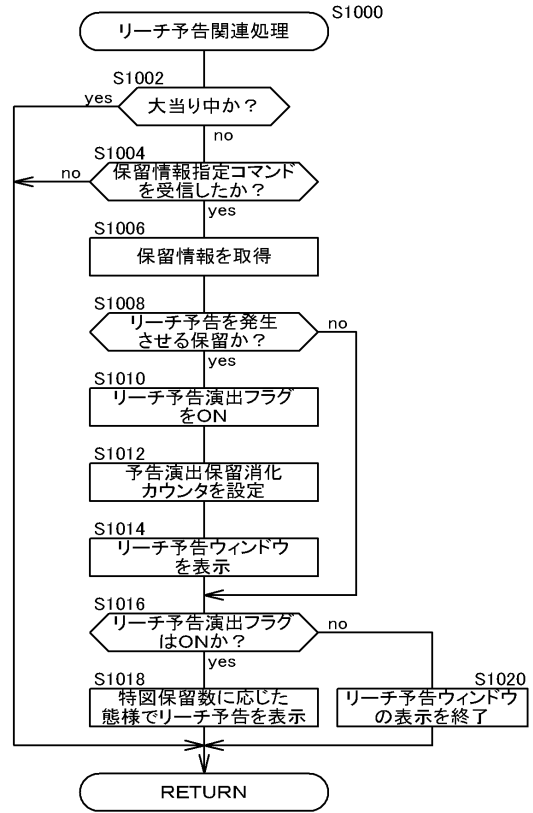 S1000
リーチ予告関連処理
S1002
大当り中か？
yes
no
S1004
保留情報指定コマンド
を受信したか？
no
yes
S1006
保留情報を取得
S1008
リーチ予告を発生
させる保留か？
no
yes
S1010
リーチ予告演出フラグ
をON
S1012
予告演出保留消化
カウンタを設定
S1014
リーチ予告ウィンドウ
を表示
S1016
リーチ予告演出フラグ
はONか？
no
yes
S1018
特図保留数に応じた
態様でリーチ予告を表示
S1020
リーチ予告ウィンドウ
の表示を終了
RETURN